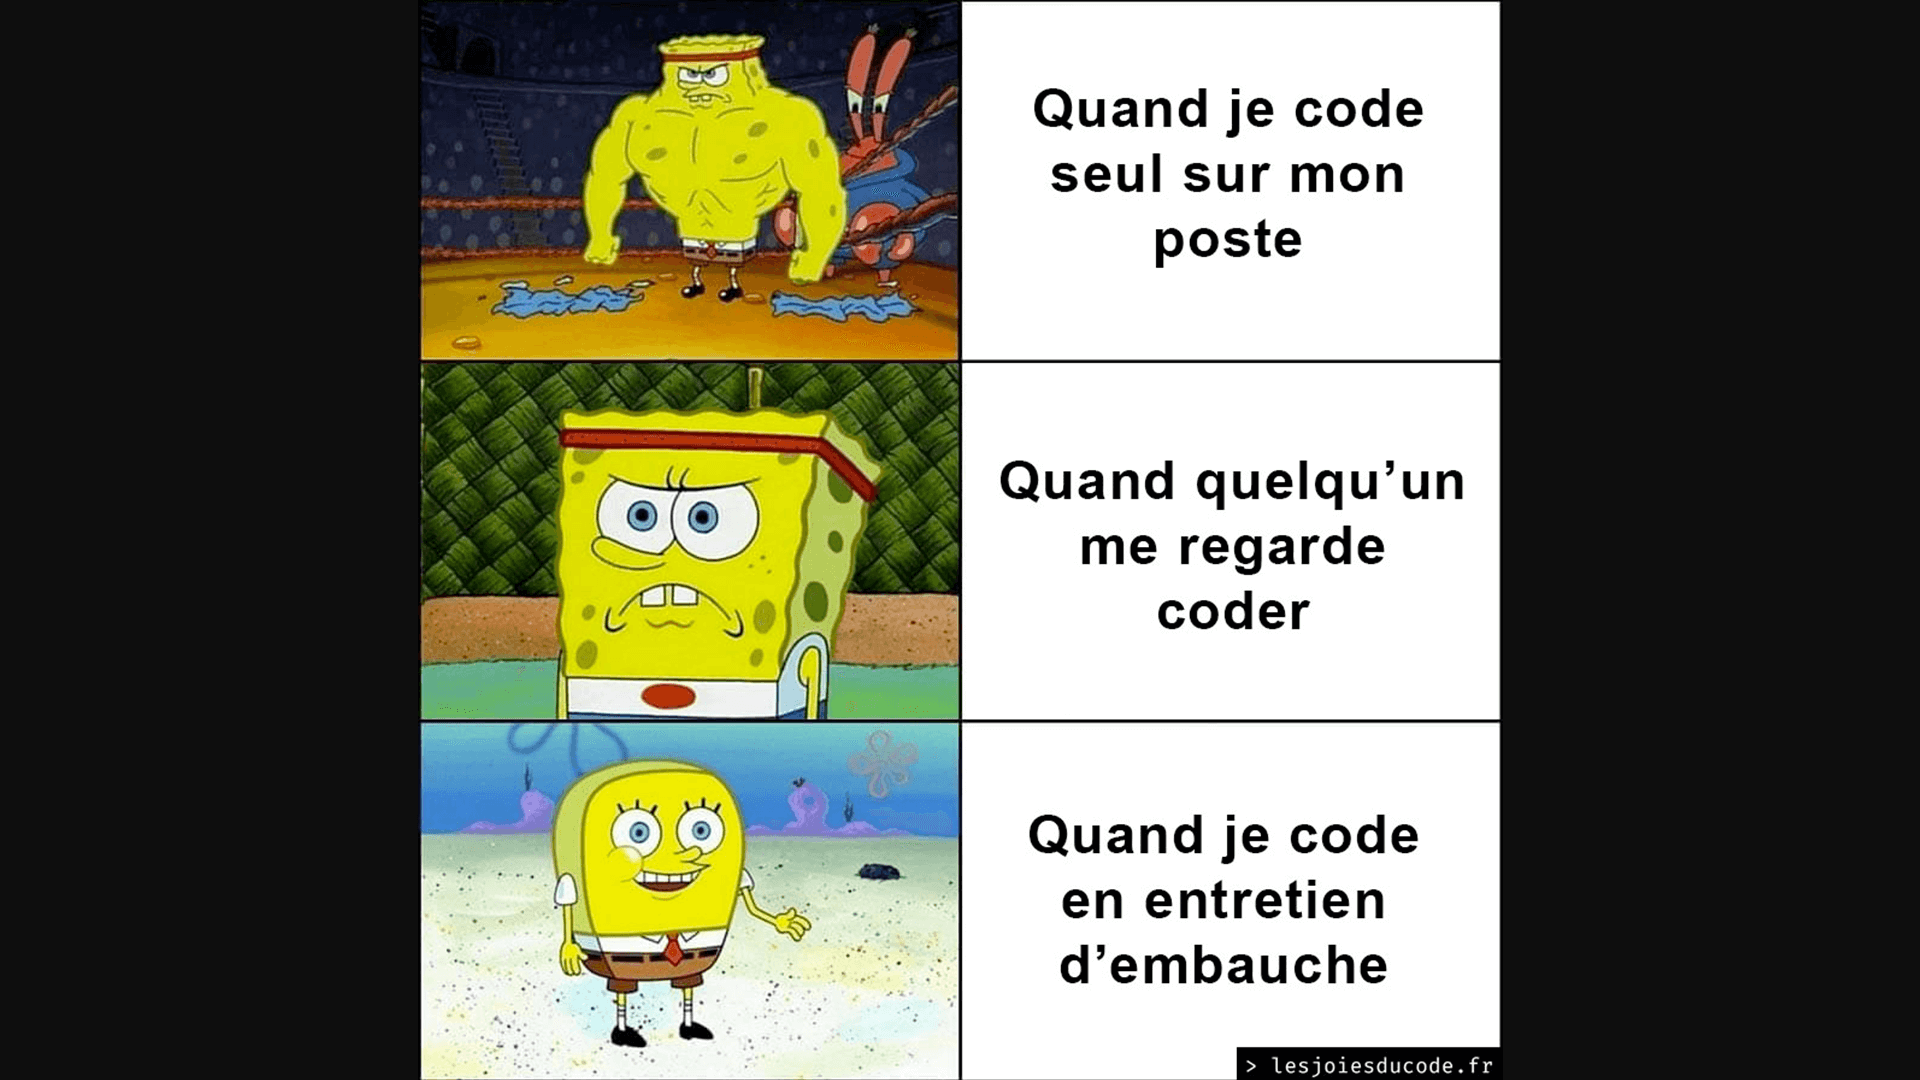 Quand je code
seul sur mon
poste
Quand quelqu’un
me regarde
coder
Quand je code
en entretien
d’embauche
> lesjoiesducode.fr